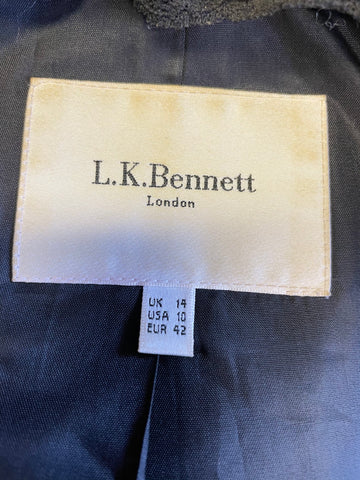 L.K.Bennett
London
UK 14
USA 10
EUR 42